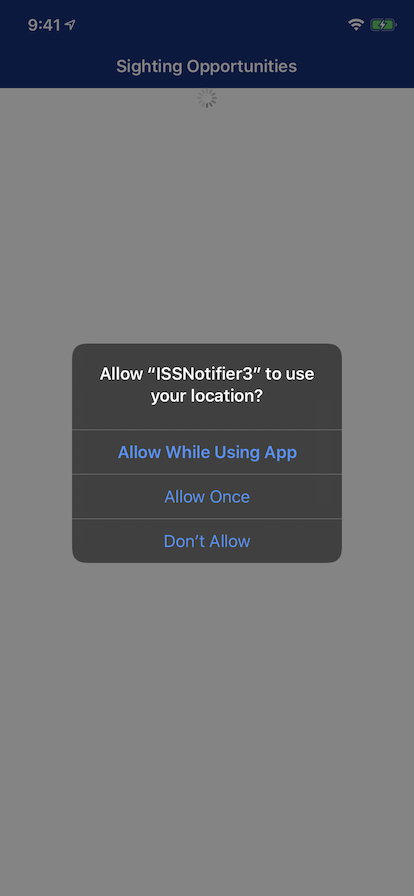 9:41
Sighting Opportunities
Allow “ISSNotifier3” to use
your location?
Allow While Using App
Allow Once
Don’t Allow